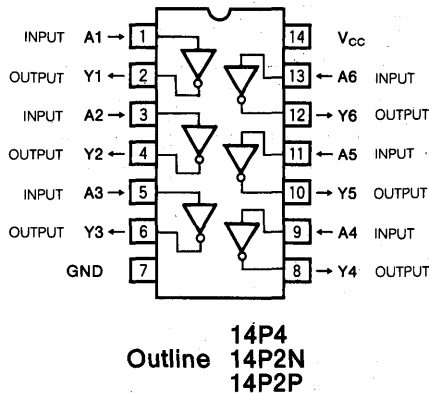 INPUT A1 → 1 14 Vcc
OUTPUT Y1 ← 2 13 ← A6 INPUT
INPUT A2 → 3 12 → Y6 OUTPUT
OUTPUT Y2 ← 4 11 ← A5 INPUT
INPUT A3 → 5 10 → Y5 OUTPUT
OUTPUT Y3 ← 6 9 ← A4 INPUT
GND 7 8 → Y4 OUTPUT
14P4
Outline 14P2N
14P2P